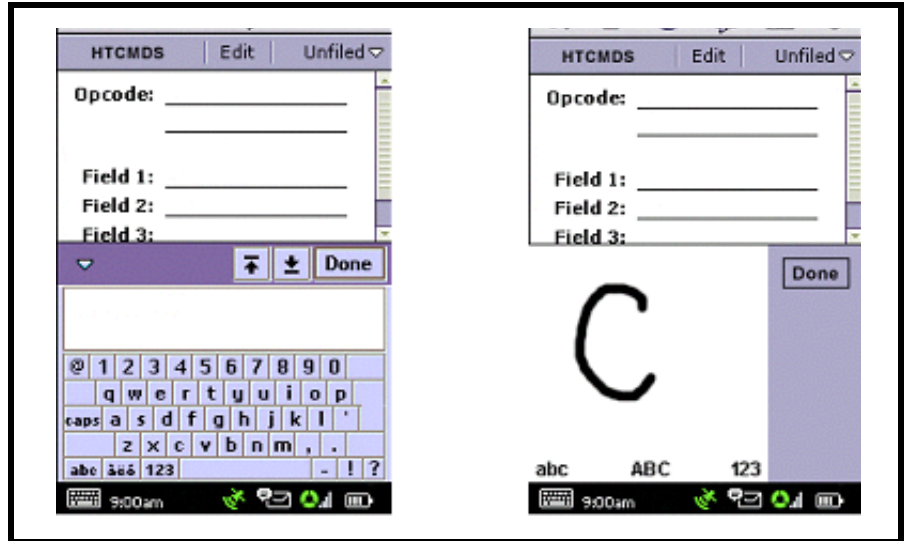 HTCMDS Edit Unfiled
Opcode:
Field 1:
Field 2:
Field 3:
Done
@ 1 2 3 4 5 6 7 8 9 0
q w e r t y u i o p
caps a s d f g h j k l '
z x c v b n m , .
abc åëé 123 - ! ?
9:00am
HTCMDS Edit Unfiled
Opcode:
Field 1:
Field 2:
Field 3:
Done
C
abc ABC 123
9:00am